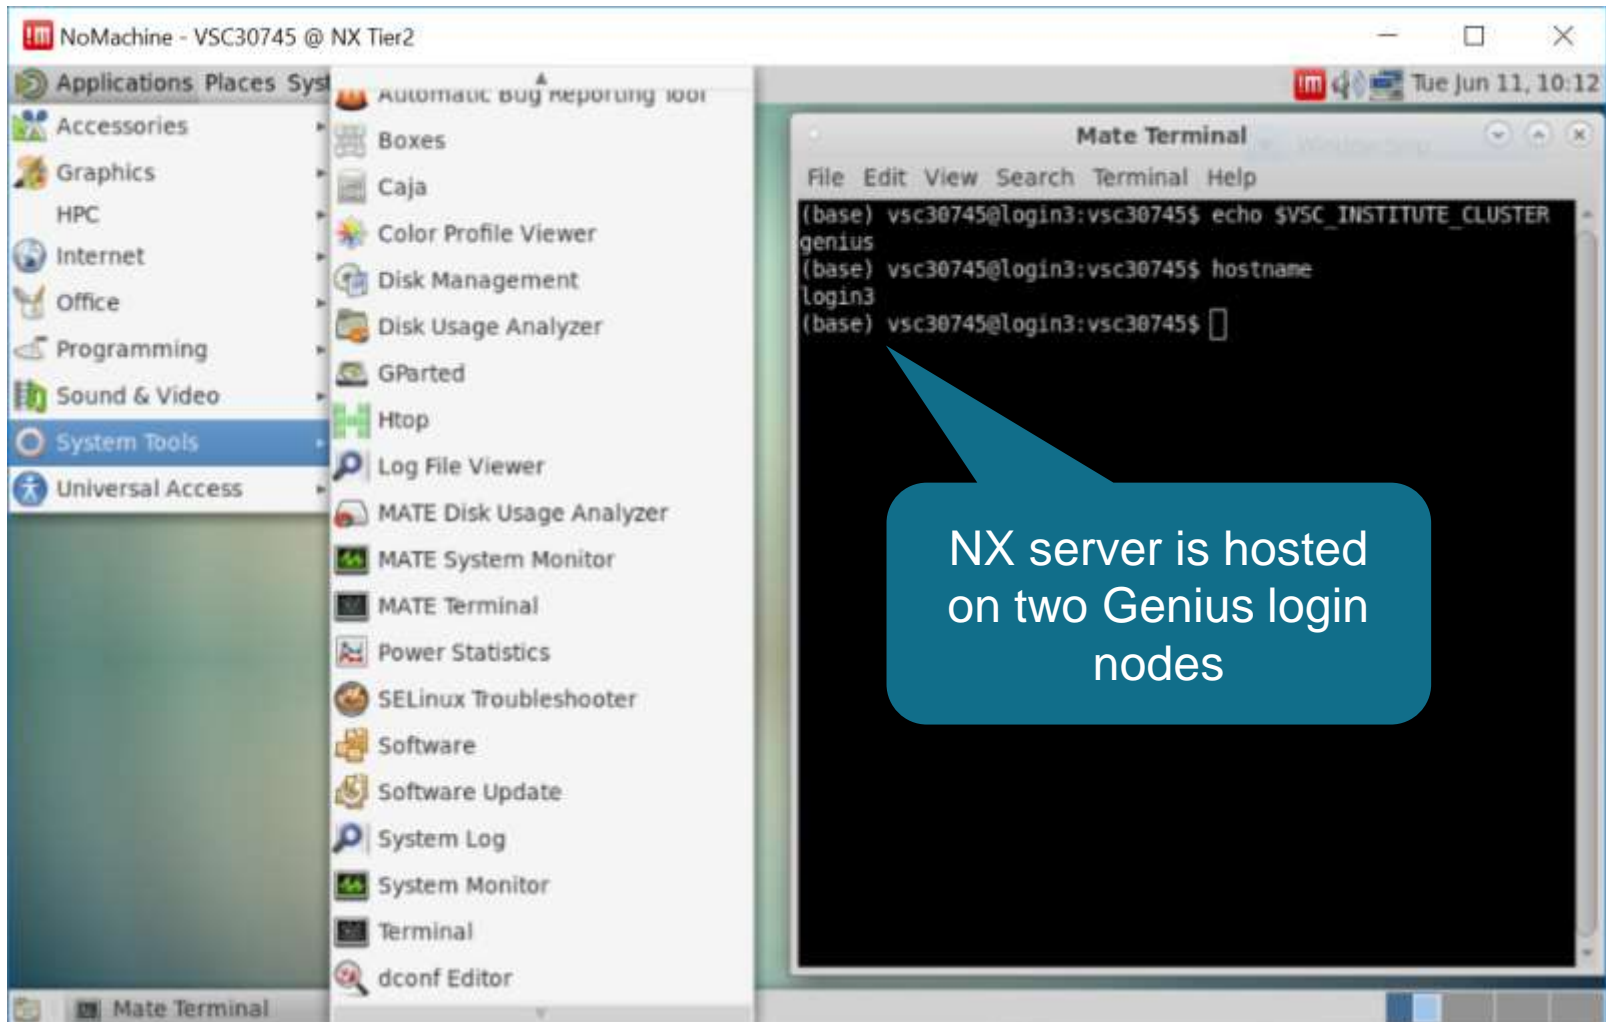 NoMachine - VSC30745 @ NX Tier2
Applications Places Syst
Tue Jun 11, 10:12
Accessories
Graphics
HPC
Internet
Office
Programming
Sound & Video
System Tools
Universal Access
Automatic Bug Reporting Tool
Boxes
Caja
Color Profile Viewer
Disk Management
Disk Usage Analyzer
GParted
Htop
Log File Viewer
MATE Disk Usage Analyzer
MATE System Monitor
MATE Terminal
Power Statistics
SELinux Troubleshooter
Software
Software Update
System Log
System Monitor
Terminal
dconf Editor
Mate Terminal
File Edit View Search Terminal Help
(base) vsc30745@login3:vsc30745$ echo $VSC_INSTITUTE_CLUSTER
genius
(base) vsc30745@login3:vsc30745$ hostname
login3
(base) vsc30745@login3:vsc30745$
NX server is hosted
on two Genius login
nodes
Mate Terminal